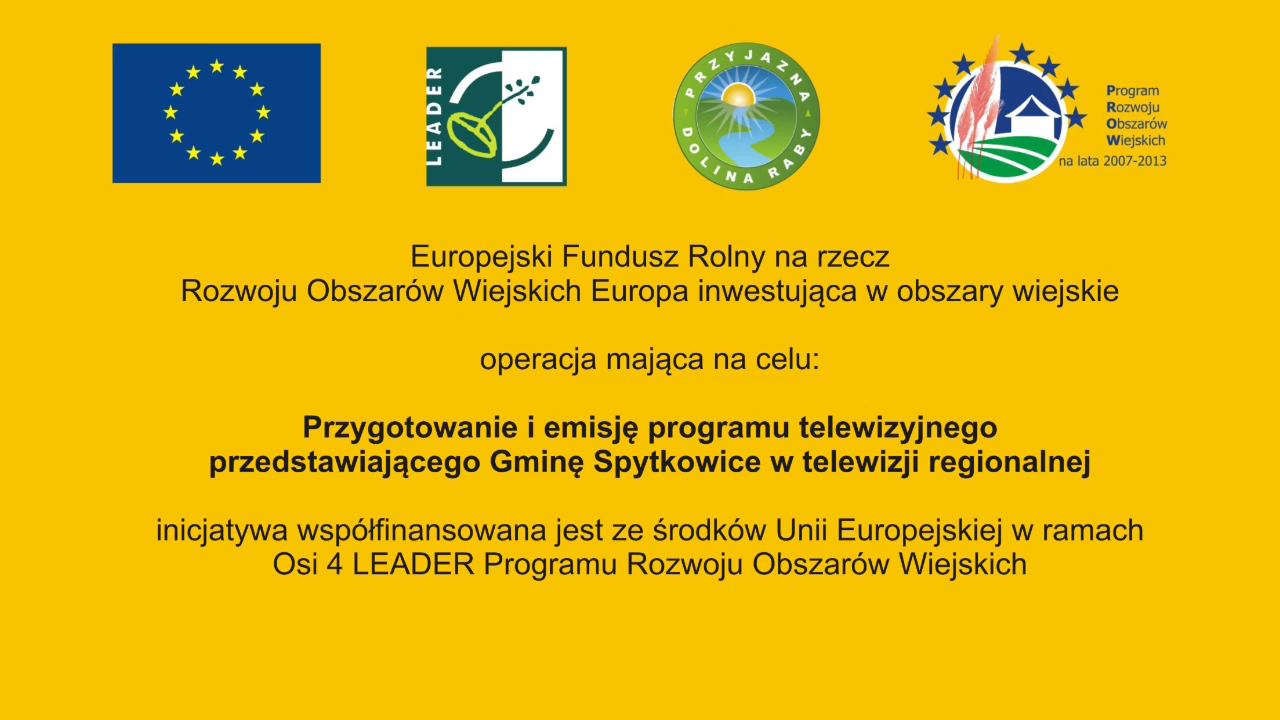 LEADER
PRZYJAZNA
DOLINA RABY
Program
Rozwoju
Obszarów
Wiejskich
na lata 2007-2013
Europejski Fundusz Rolny na rzecz
Rozwoju Obszarów Wiejskich Europa inwestująca w obszary wiejskie
operacja mająca na celu:
Przygotowanie i emisję programu telewizyjnego
przedstawiającego Gminę Spytkowice w telewizji regionalnej
inicjatywa współfinansowana jest ze środków Unii Europejskiej w ramach
Osi 4 LEADER Programu Rozwoju Obszarów Wiejskich